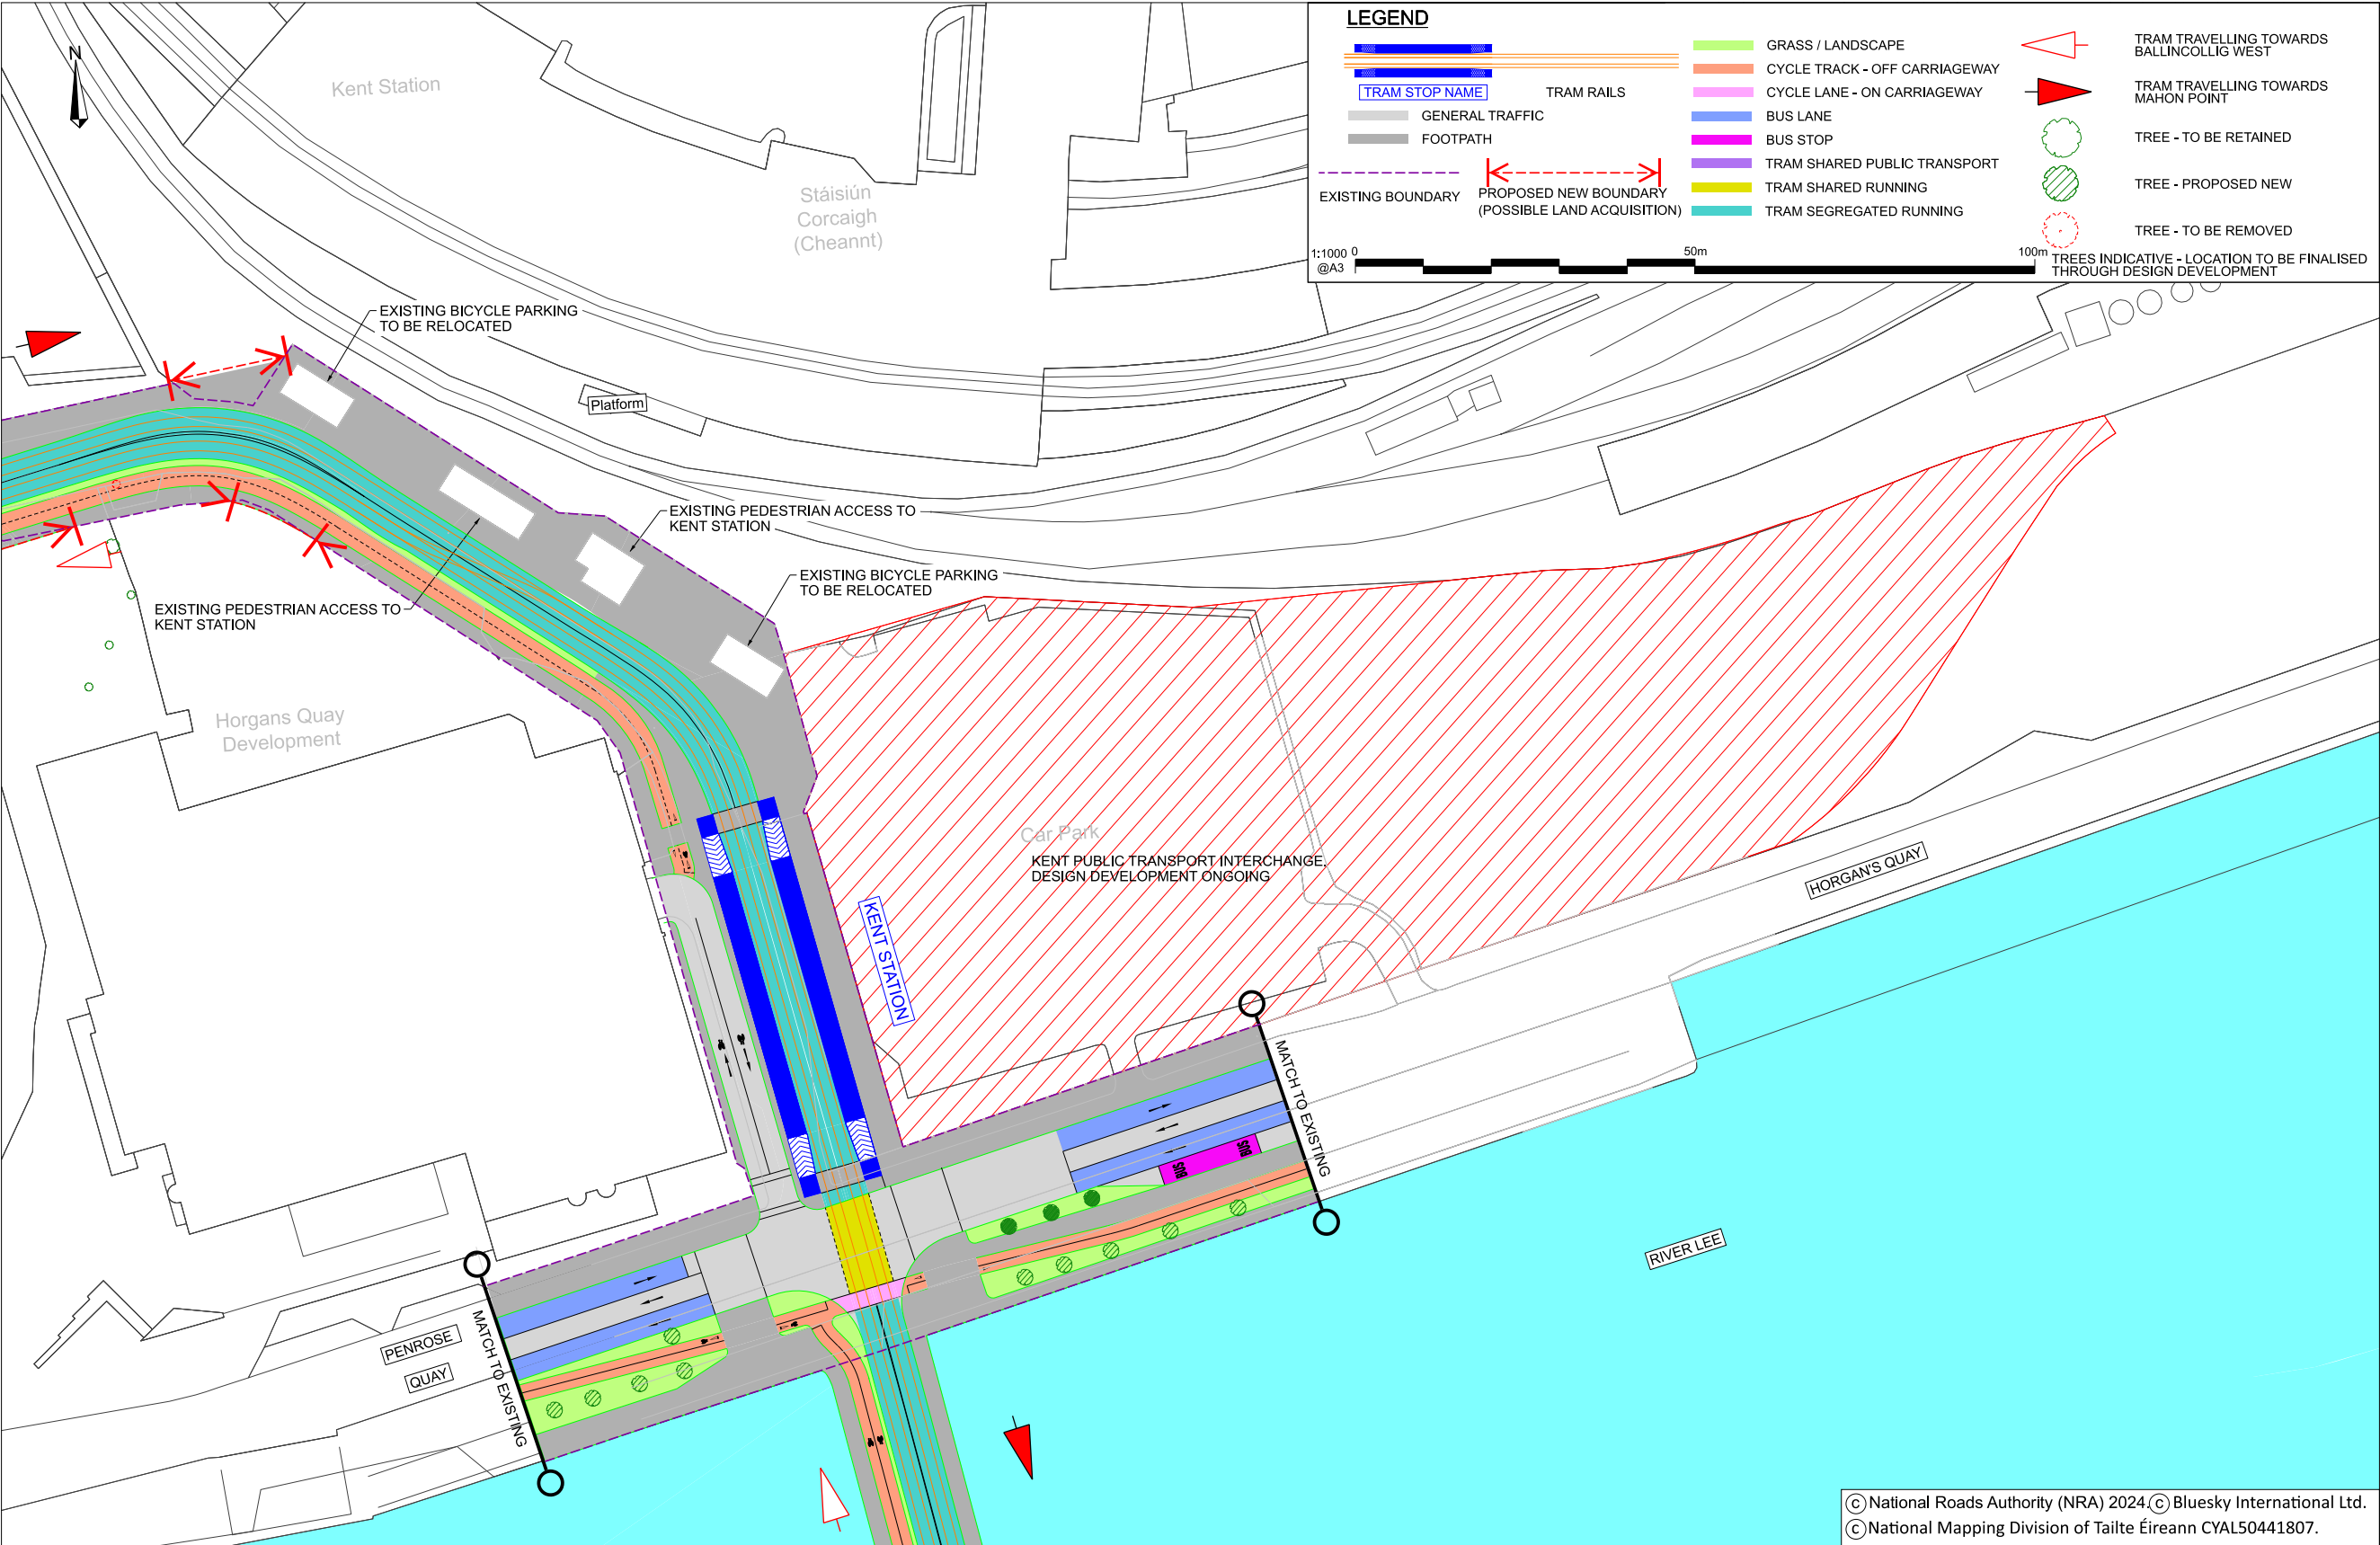 LEGEND
TRAM STOP NAME
TRAM RAILS
GENERAL TRAFFIC
FOOTPATH
EXISTING BOUNDARY
PROPOSED NEW BOUNDARY
(POSSIBLE LAND ACQUISITION)
GRASS / LANDSCAPE
CYCLE TRACK - OFF CARRIAGEWAY
CYCLE LANE - ON CARRIAGEWAY
BUS LANE
BUS STOP
TRAM SHARED PUBLIC TRANSPORT
TRAM SHARED RUNNING
TRAM SEGREGATED RUNNING
TRAM TRAVELLING TOWARDS
BALLINCOLLIG WEST
TRAM TRAVELLING TOWARDS
MAHON POINT
TREE - TO BE RETAINED
TREE - PROPOSED NEW
TREE - TO BE REMOVED
TREES INDICATIVE - LOCATION TO BE FINALISED
THROUGH DESIGN DEVELOPMENT
1:1000
@A3
0
50m
100m
N
Kent Station
Stáisiún
Corcaigh
(Cheannt)
EXISTING BICYCLE PARKING
TO BE RELOCATED
Platform
EXISTING PEDESTRIAN ACCESS TO
KENT STATION
EXISTING BICYCLE PARKING
TO BE RELOCATED
EXISTING PEDESTRIAN ACCESS TO
KENT STATION
Horgans Quay
Development
Car Park
KENT PUBLIC TRANSPORT INTERCHANGE.
DESIGN DEVELOPMENT ONGOING
HORGAN'S QUAY
KENT STATION
MATCH TO EXISTING
BUS
BUS
RIVER LEE
PENROSE
QUAY
MATCH TO EXISTING
© National Roads Authority (NRA) 2024. © Bluesky International Ltd.
© National Mapping Division of Tailte Éireann CYAL50441807.